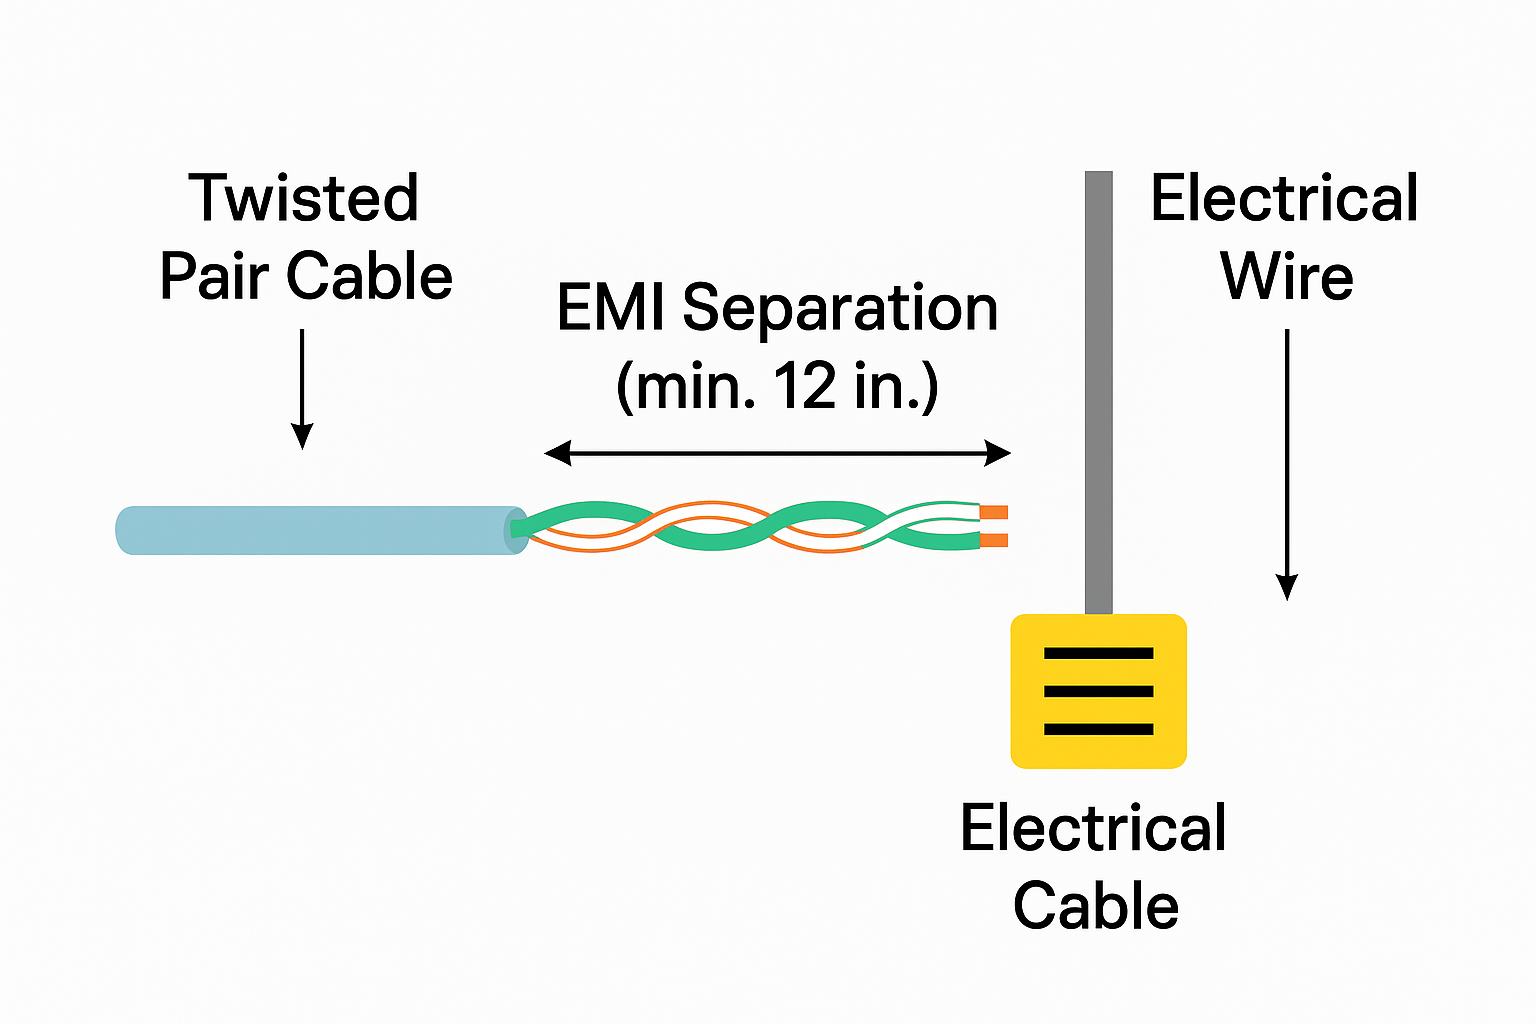 Twisted
Pair Cable
EMI Separation
(min. 12 in.)
Electrical
Wire
Electrical
Cable